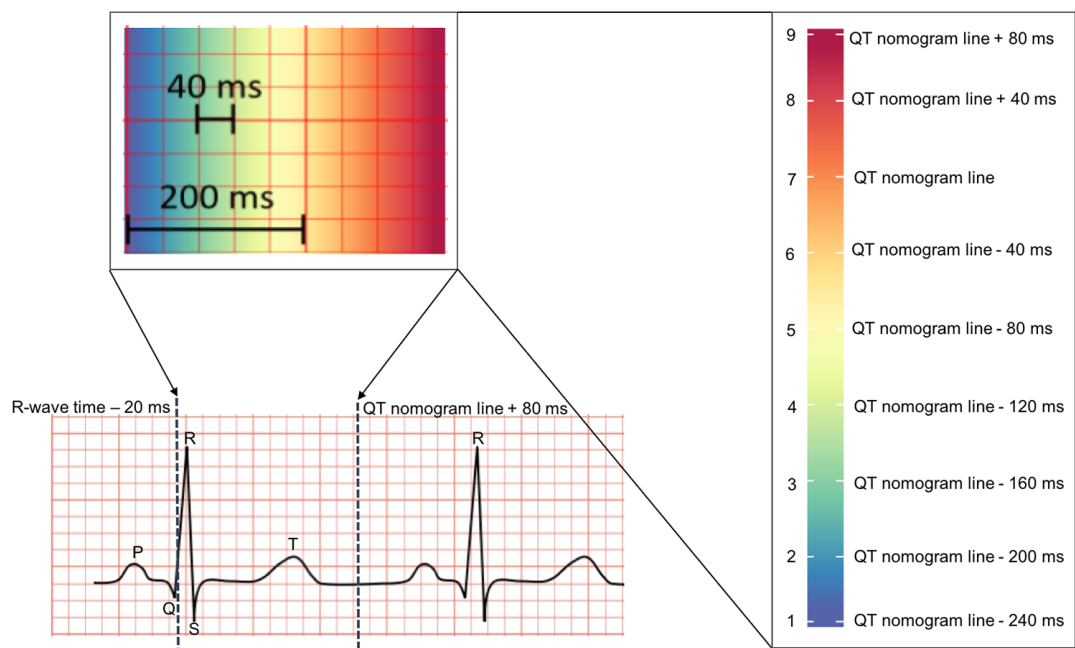 40 ms
200 ms
9 QT nomogram line + 80 ms
8 QT nomogram line + 40 ms
7 QT nomogram line
6 QT nomogram line - 40 ms
5 QT nomogram line - 80 ms
4 QT nomogram line - 120 ms
3 QT nomogram line - 160 ms
2 QT nomogram line - 200 ms
1 QT nomogram line - 240 ms
R-wave time – 20 ms
QT nomogram line + 80 ms
R
R
P
T
Q
S